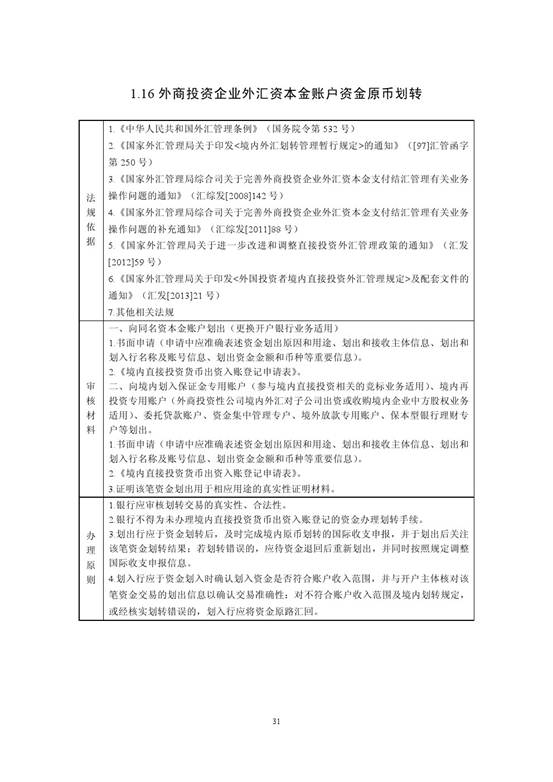 1.16 外商投资企业外汇资本金账户资金原币划转
法规依据
1.《中华人民共和国外汇管理条例》（国务院令第 532 号）
2.《国家外汇管理局关于印发<境内外汇划转管理暂行规定>的通知》（[97]汇管函字
第 250 号）
3.《国家外汇管理局综合司关于完善外商投资企业外汇资本金支付结汇管理有关业务
操作问题的通知》（汇综发[2008]142 号）
4.《国家外汇管理局综合司关于完善外商投资企业外汇资本金支付结汇管理有关业务
操作问题的补充通知》（汇综发[2011]88 号）
5.《国家外汇管理局关于进一步改进和调整直接投资外汇管理政策的通知》（汇发
[2012]59 号）
6.《国家外汇管理局关于印发<外国投资者境内直接投资外汇管理规定>及配套文件的
通知》（汇发[2013]21 号）
7.其他相关法规
审核材料
一、向同名资本金账户划出（更换开户银行业务适用）
1.书面申请（申请中应准确表述资金划出原因和用途、划出和接收主体信息、划出和
划入行名称及账号信息、划出资金金额和币种等重要信息）。
2.《境内直接投资货币出资入账登记申请表》。
二、向境内划入保证金专用账户（参与境内直接投资相关的竞标业务适用）、境内再
投资专用账户（外商投资性公司境内外汇对子公司出资或收购境内企业中方股权业务
适用）、委托贷款账户、资金集中管理专户、境外放款专用账户、保本型银行理财专
户等划出。
1.书面申请（申请中应准确表述资金划出原因和用途、划出和接收主体信息、划出和
划入行名称及账号信息、划出资金金额和币种等重要信息）。
2.《境内直接投资货币出资入账登记申请表》。
3.证明该笔资金划出用于相应用途的真实性证明材料。
办理原则
1.银行应审核划转交易的真实性、合法性。
2.银行不得为未办理境内直接投资货币出资入账登记的资金办理划转手续。
3.划出行应于资金划转后，及时完成境内原币划转的国际收支申报，并于划出后关注
该笔资金划转结果；若划转错误的，应待资金退回后重新划出，并同时按照规定调整
国际收支申报信息。
4.划入行应于资金划入时确认划入资金是否符合账户收入范围，并与开户主体核对该
笔资金交易的划出信息以确认交易准确性；对不符合账户收入范围及境内划转规定，
或经核实划转错误的，划入行应将资金原路汇回。
31